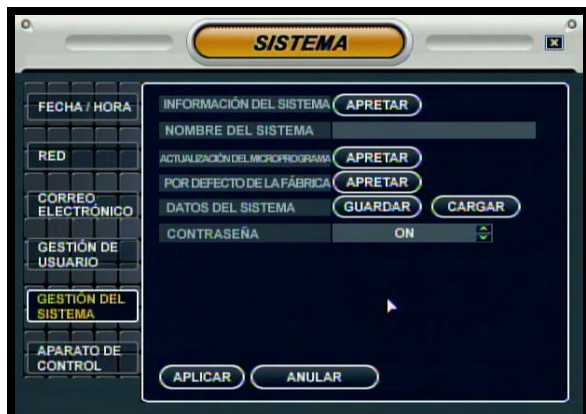 SISTEMA
FECHA / HORA
RED
CORREO
ELECTRÓNICO
GESTIÓN DE
USUARIO
GESTIÓN DEL
SISTEMA
APARATO DE
CONTROL
INFORMACIÓN DEL SISTEMA APRETAR
NOMBRE DEL SISTEMA
ACTUALIZACIÓN DEL MICROPROGRAMA APRETAR
POR DEFECTO DE LA FÁBRICA APRETAR
DATOS DEL SISTEMA GUARDAR CARGAR
CONTRASEÑA ON
APLICAR ANULAR